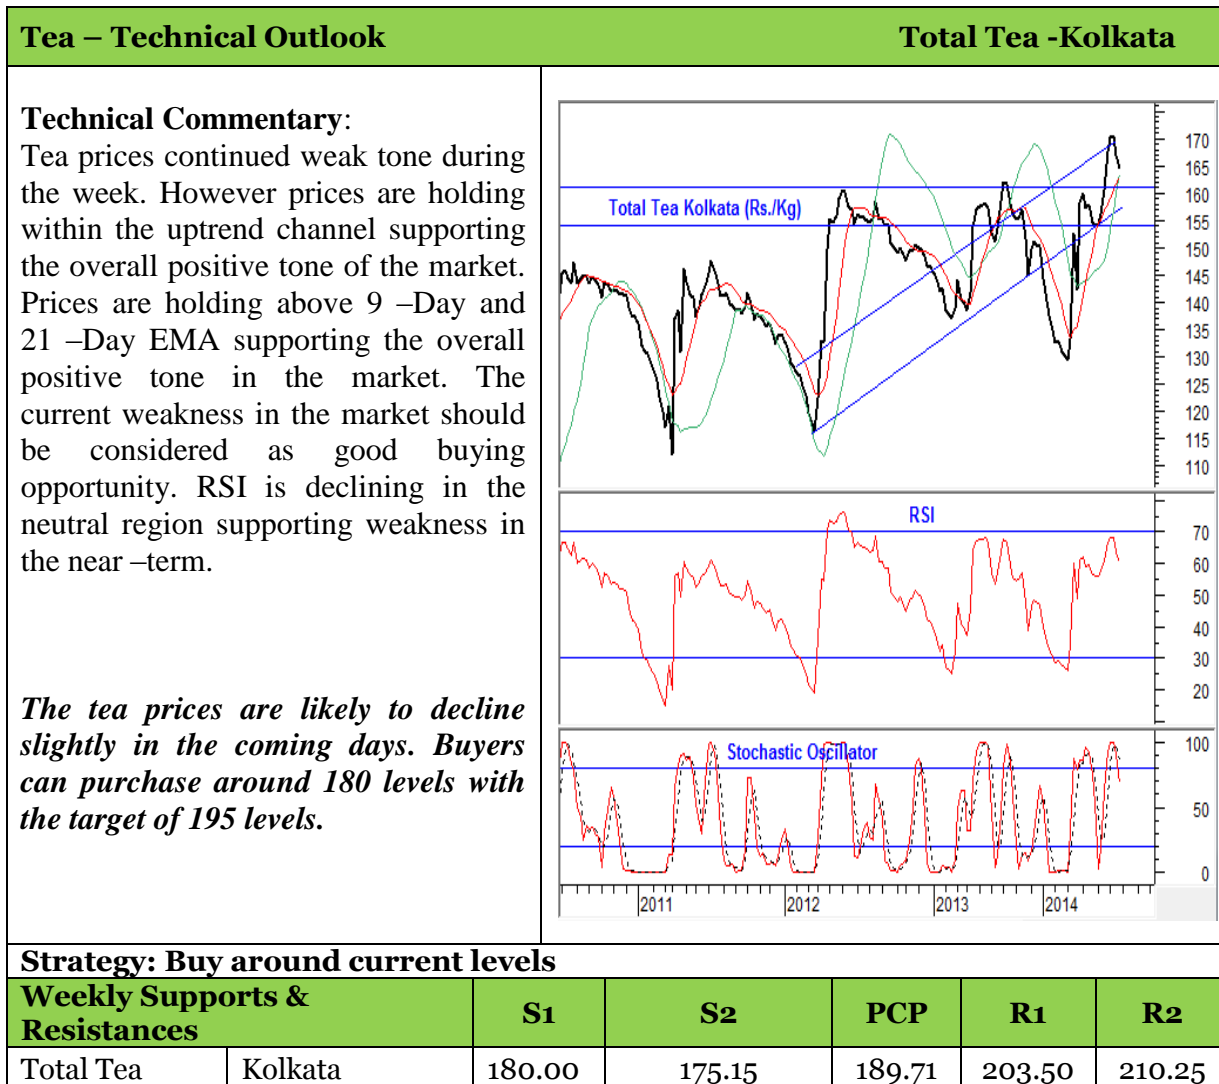 Tea – Technical Outlook Total Tea -Kolkata
Technical Commentary:
Tea prices continued weak tone during
the week. However prices are holding
within the uptrend channel supporting
the overall positive tone of the market.
Prices are holding above 9 –Day and
21 –Day EMA supporting the overall
positive tone in the market. The
current weakness in the market should
be considered as good buying
opportunity. RSI is declining in the
neutral region supporting weakness in
the near –term.
The tea prices are likely to decline
slightly in the coming days. Buyers
can purchase around 180 levels with
the target of 195 levels.
Total Tea Kolkata (Rs./Kg)
170
165
160
155
150
145
140
135
130
125
120
115
110
RSI
70
60
50
40
30
20
Stochastic Oscillator
100
50
0
2011 2012 2013 2014
Strategy: Buy around current levels
Weekly Supports &
Resistances
S1 S2 PCP R1 R2
Total Tea Kolkata 180.00 175.15 189.71 203.50 210.25